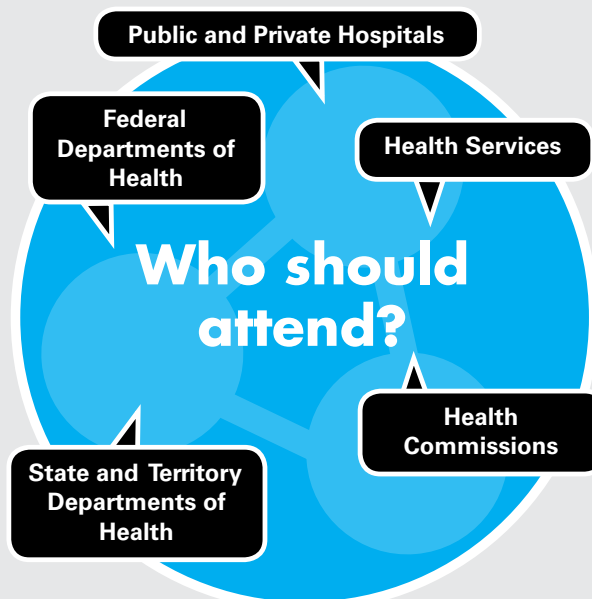 Public and Private Hospitals
Federal
Departments of
Health
Health Services
Who should
attend?
Health
Commissions
State and Territory
Departments of
Health